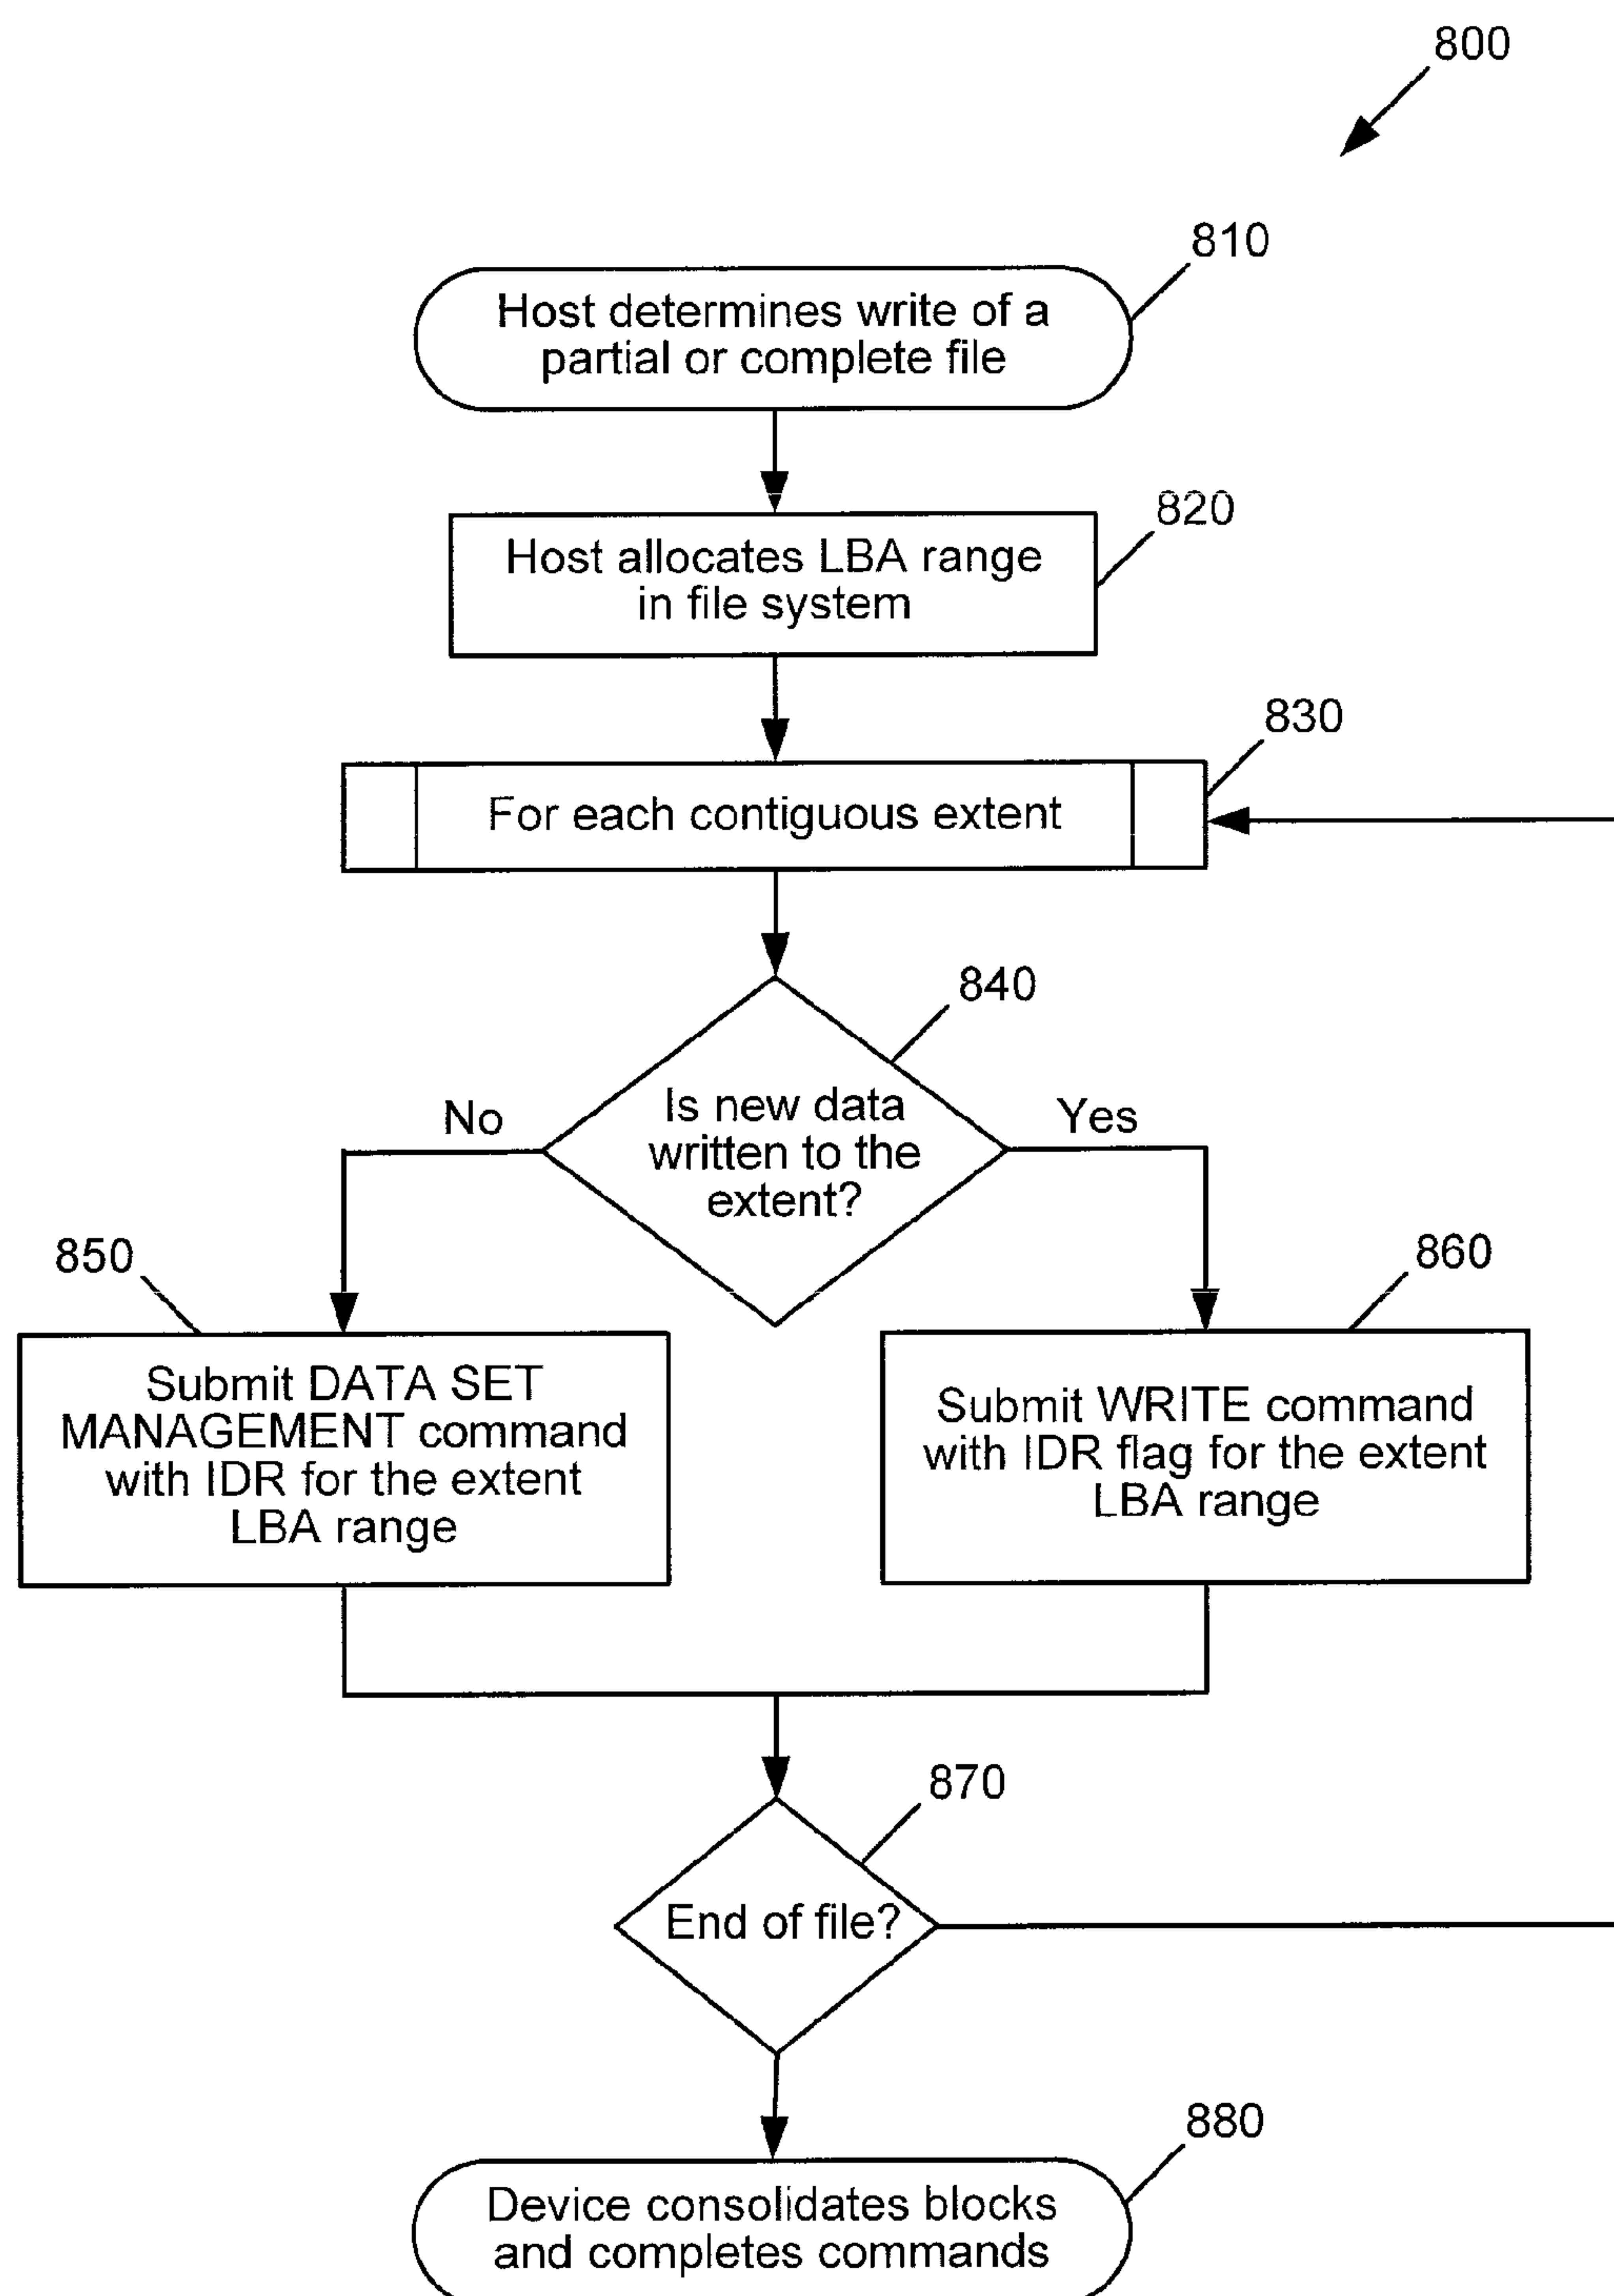 800
810
Host determines write of a
partial or complete file
820
Host allocates LBA range
in file system
830
For each contiguous extent
840
Is new data
written to the
extent?
No
Yes
850
860
Submit DATA SET
MANAGEMENT command
with IDR for the extent
LBA range
Submit WRITE command
with IDR flag for the extent
LBA range
870
End of file?
880
Device consolidates blocks
and completes commands